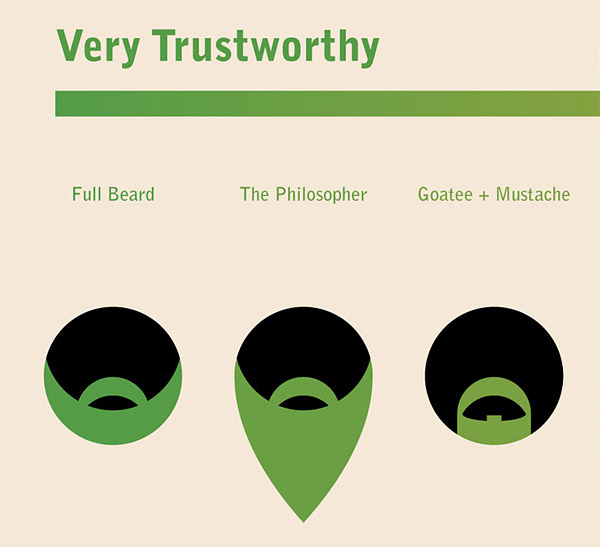 Very Trustworthy
Full Beard
The Philosopher
Goatee + Mustache